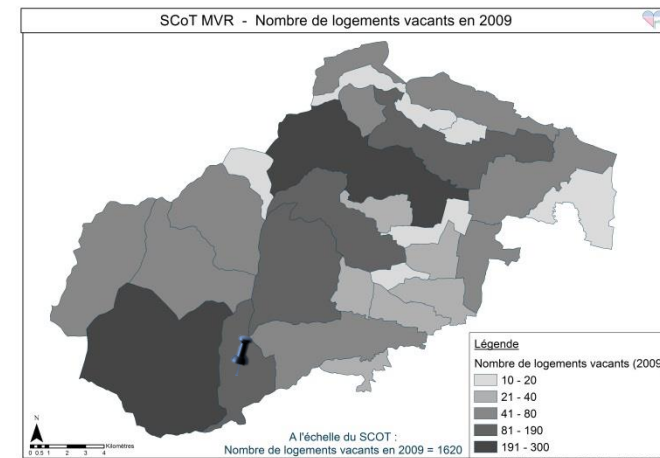 SCoT MVR - Nombre de logements vacants en 2009
Légende
Nombre de logements vacants (2009
10 - 20
21 - 40
41 - 80
81 - 190
191 - 300
N
0 0.5 1 2 3 4
Kilomètres
A l'échelle du SCOT :
Nombre de logements vacants en 2009 = 1620